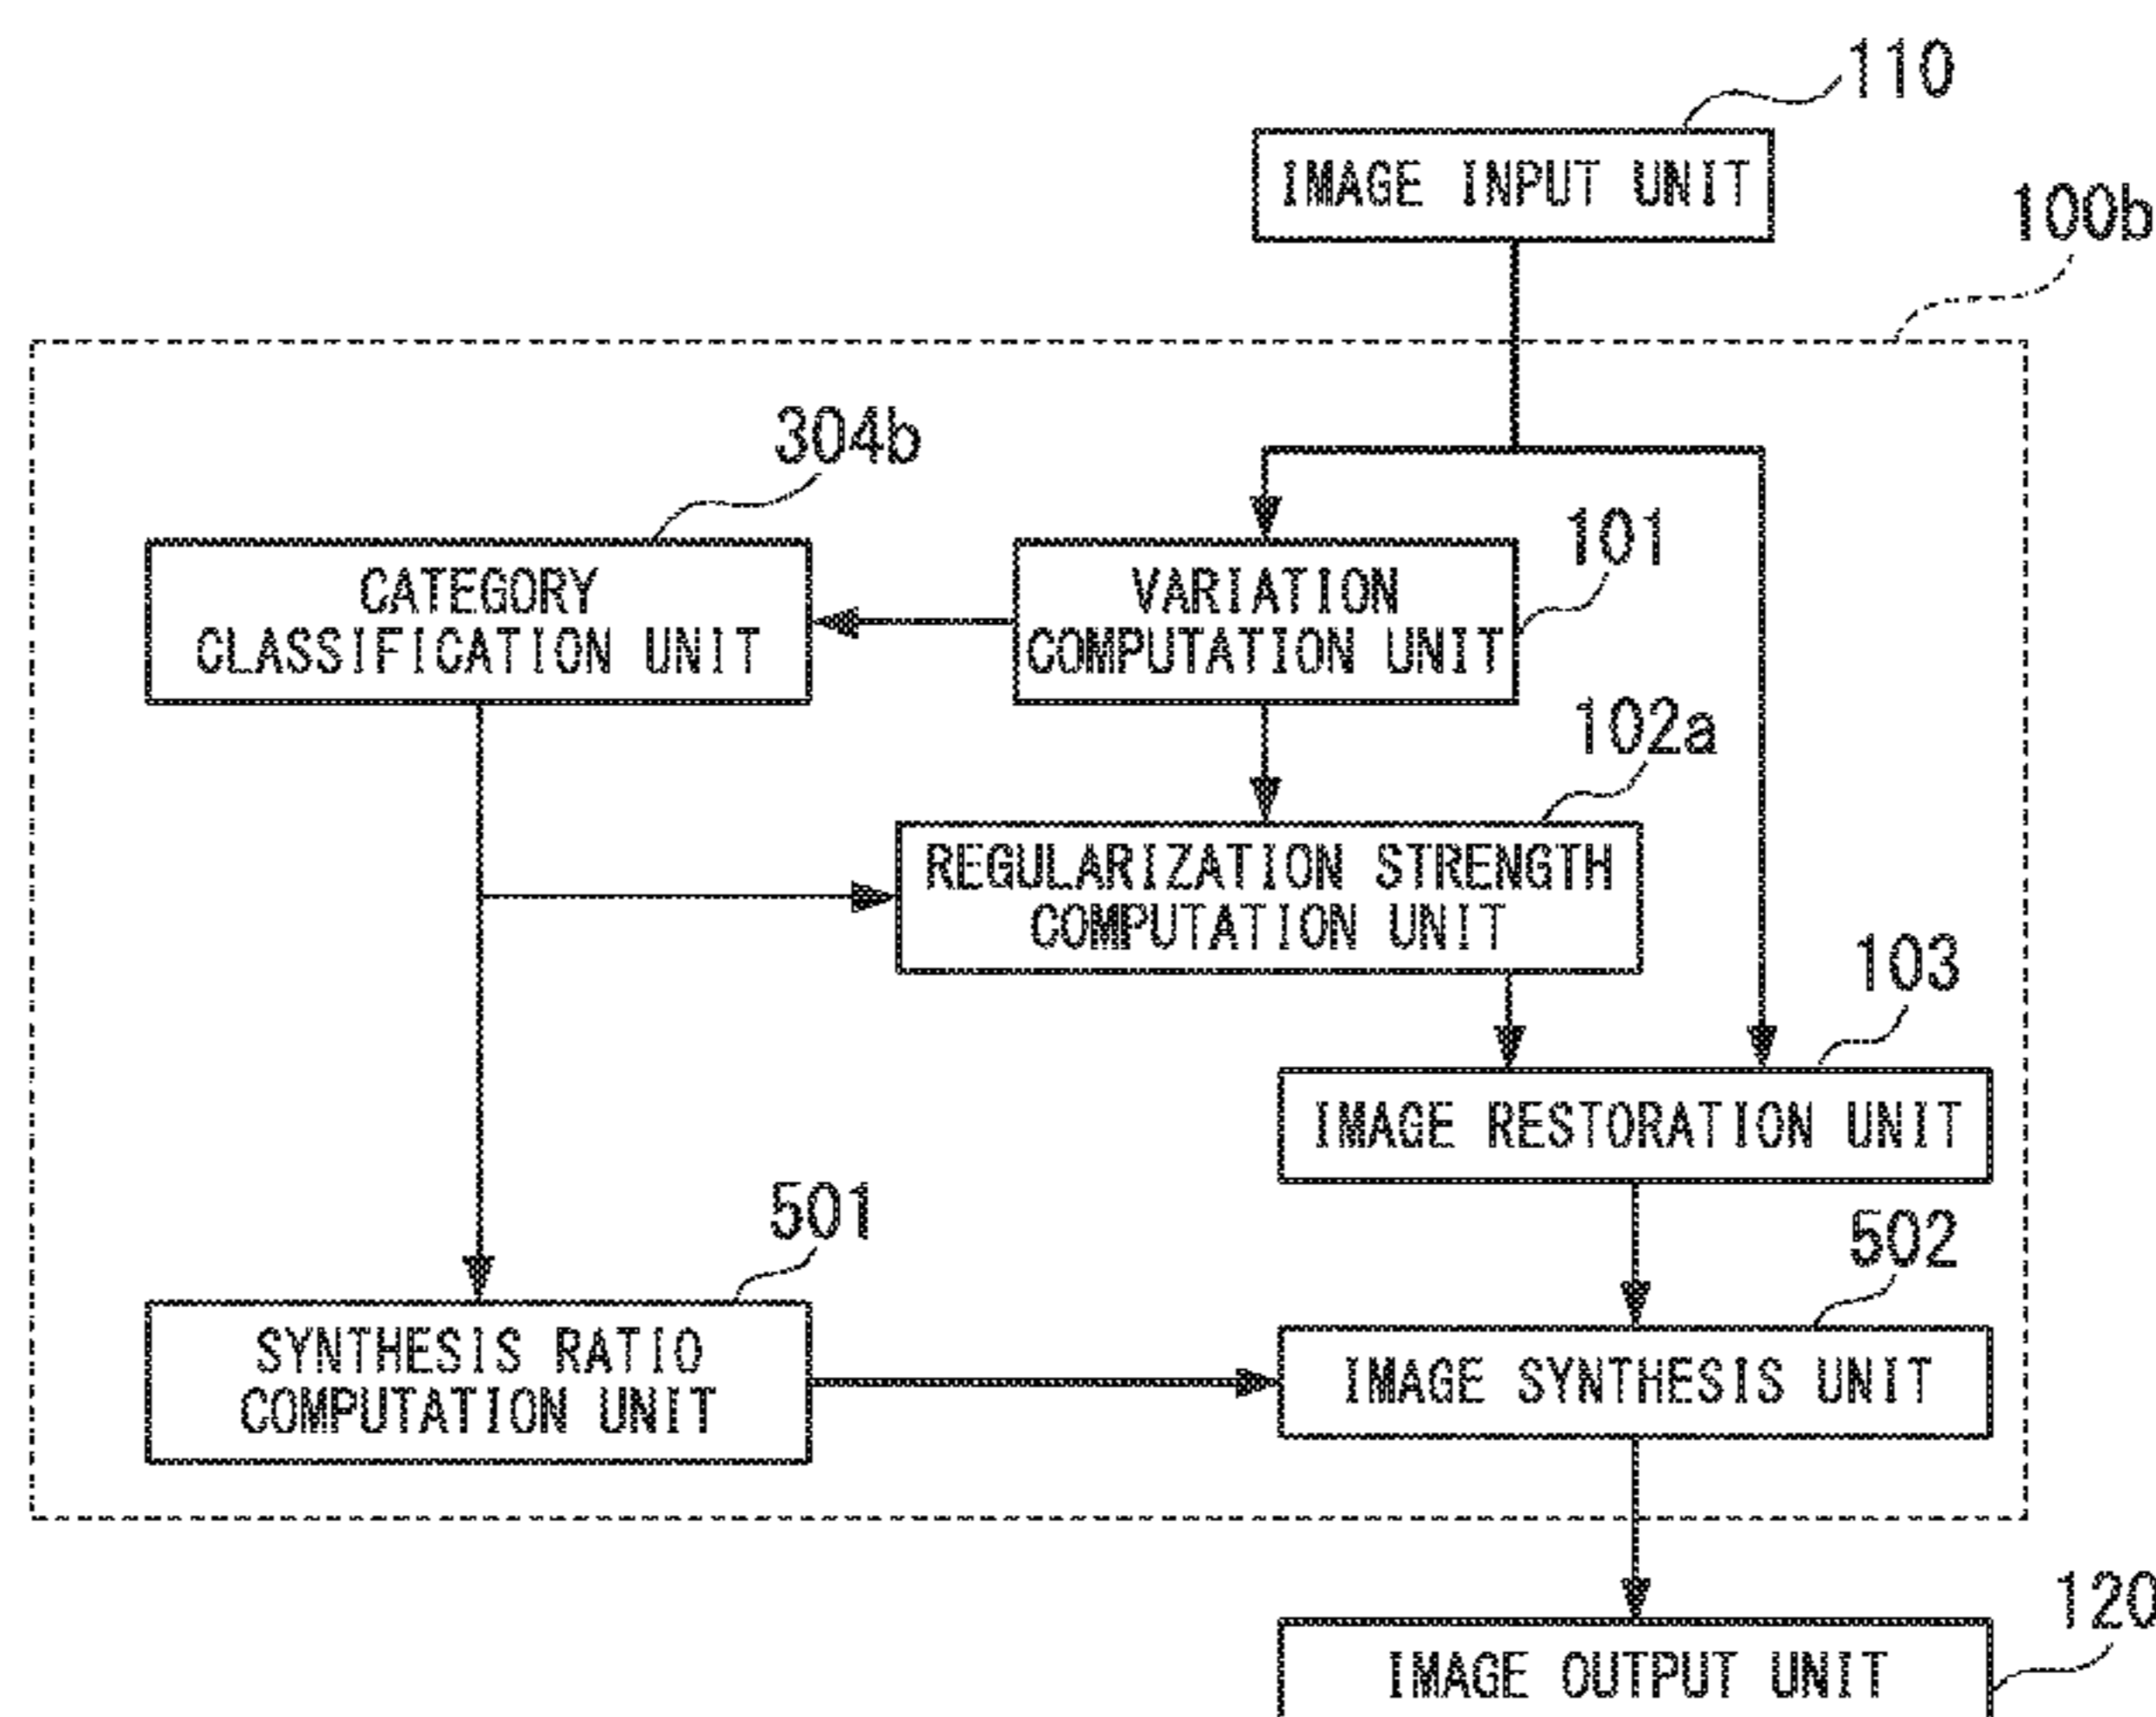 110
IMAGE INPUT UNIT
100b
304b
CATEGORY
CLASSIFICATION UNIT
101
VARIATION
COMPUTATION UNIT
102a
REGULARIZATION STRENGTH
COMPUTATION UNIT
103
IMAGE RESTORATION UNIT
501
SYNTHESIS RATIO
COMPUTATION UNIT
502
IMAGE SYNTHESIS UNIT
120
IMAGE OUTPUT UNIT